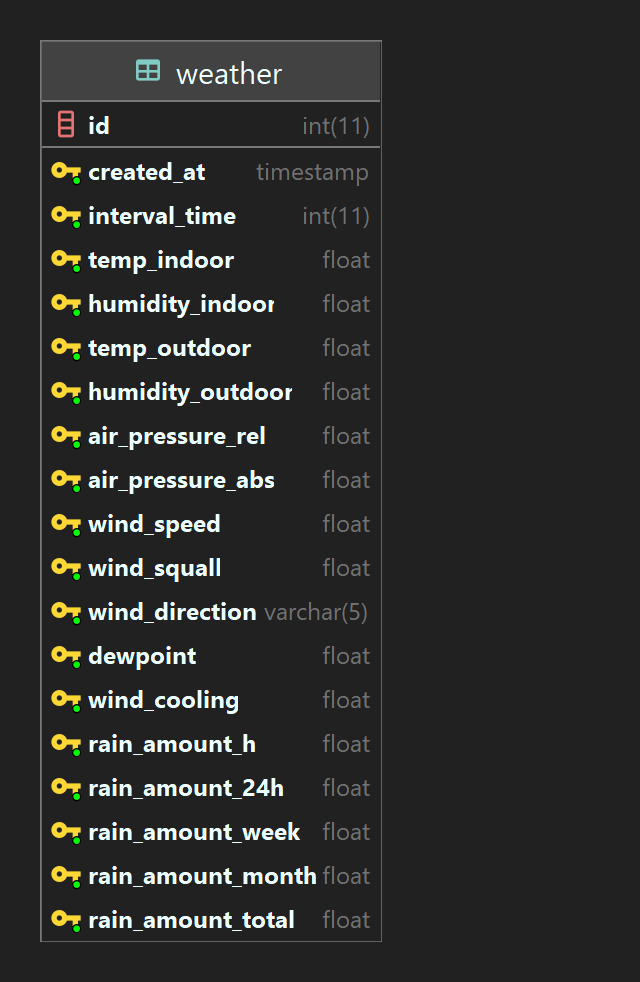 weather
id int(11)
created_at timestamp
interval_time int(11)
temp_indoor float
humidity_indoor float
temp_outdoor float
humidity_outdoor float
air_pressure_rel float
air_pressure_abs float
wind_speed float
wind_squall float
wind_direction varchar(5)
dewpoint float
wind_cooling float
rain_amount_h float
rain_amount_24h float
rain_amount_week float
rain_amount_month float
rain_amount_total float